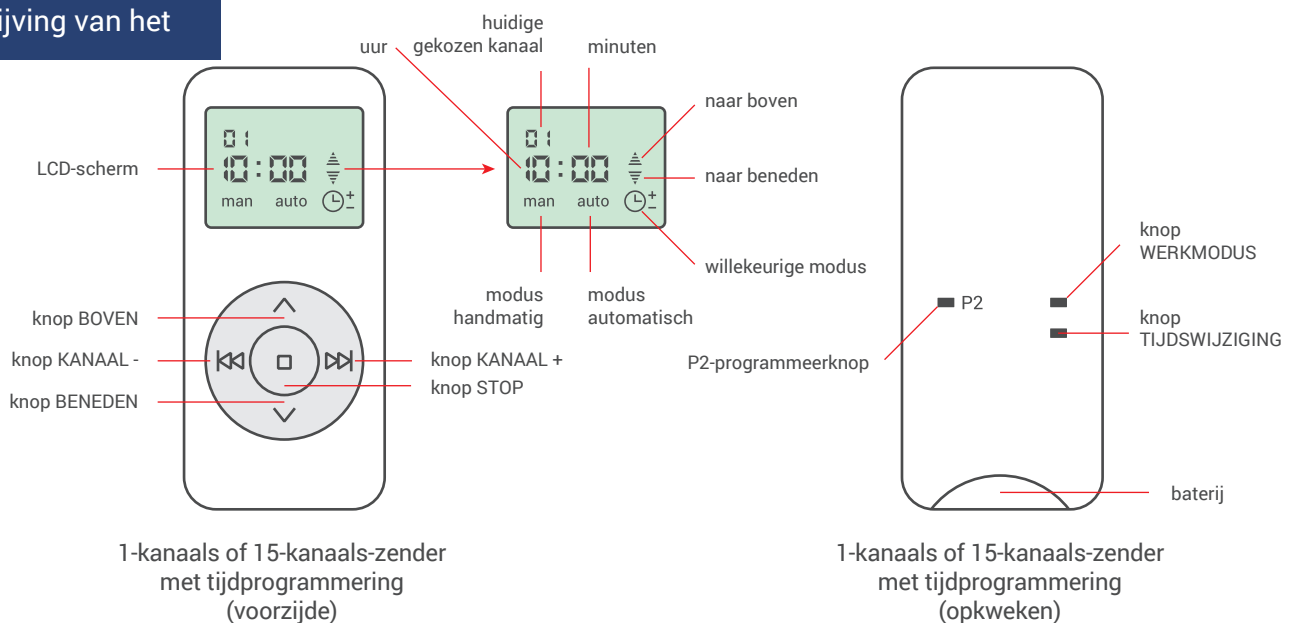 ijving van het
huidige
gekozen kanaal
uur
minuten
naar boven
naar beneden
willekeurige modus
LCD-scherm
01
10:00
man auto
+
-
01
10:00
man auto
+
-
modus
handmatig
modus
automatisch
knop BOVEN
knop KANAAL -
knop BENEDEN
knop KANAAL +
knop STOP
1-kanaals of 15-kanaals-zender
met tijdprogrammering
(voorzijde)
P2
P2-programmeerknop
knop
WERKMODUS
knop
TIJDSWIJZIGING
baterij
1-kanaals of 15-kanaals-zender
met tijdprogrammering
(opkweken)